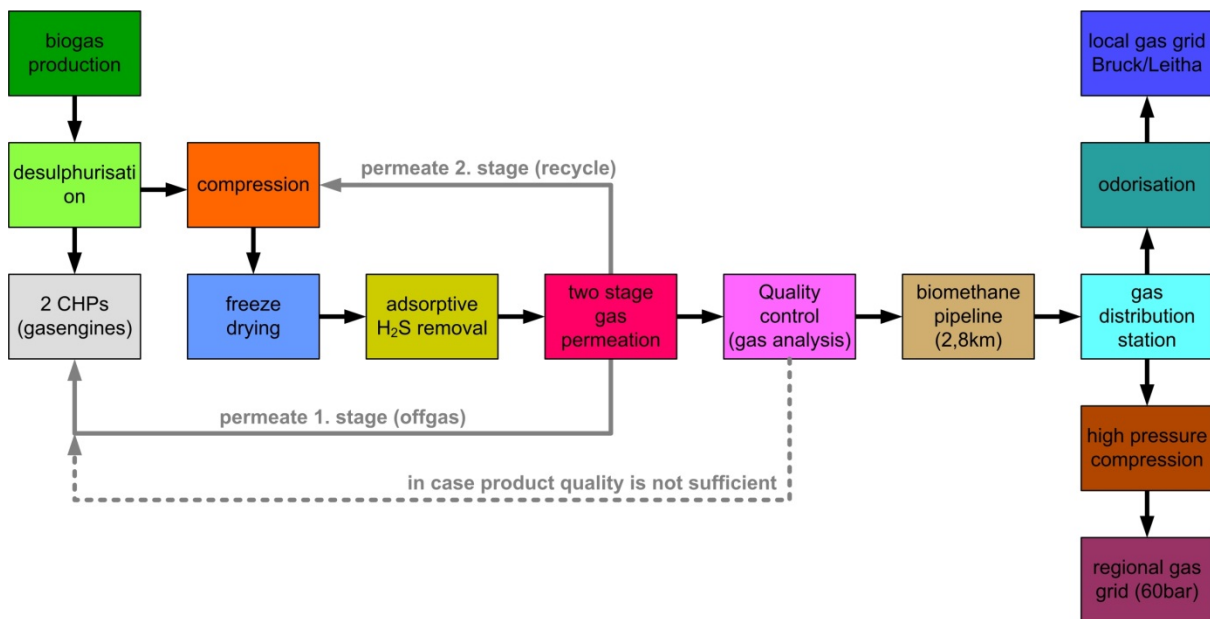 biogas
production
local gas grid
Bruck/Leitha
desulphurisati
on
compression
permeate 2. stage (recycle)
odorisation
2 CHPs
(gasengines)
freeze
drying
adsorptive
H₂S removal
two stage
gas
permeation
Quality
control
(gas analysis)
biomethane
pipeline
(2,8km)
gas
distribution
station
permeate 1. stage (offgas)
high pressure
compression
in case product quality is not sufficient
regional gas
grid (60bar)